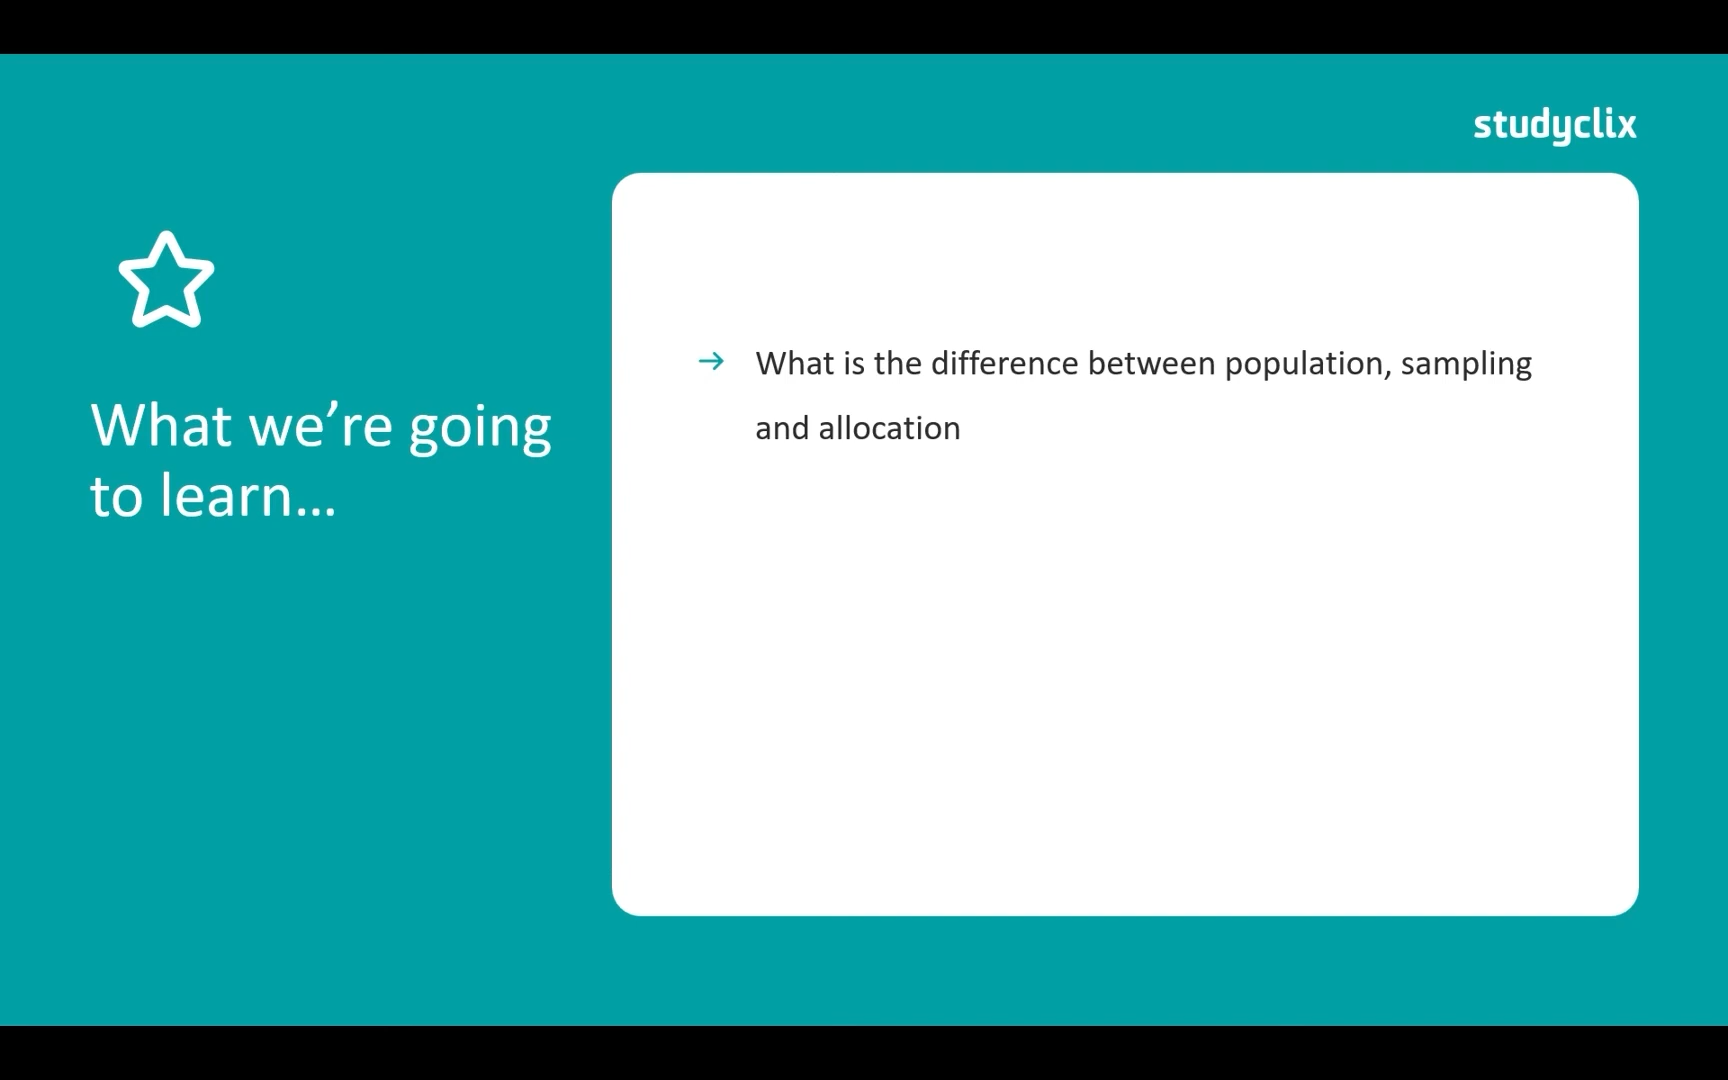 studyclix
What we’re going
to learn...
→ What is the difference between population, sampling
and allocation